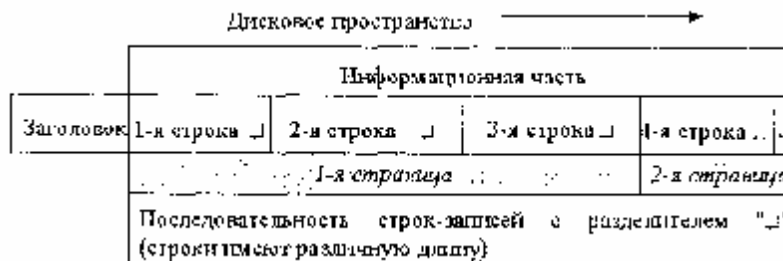 Дисковое пространство
Информационная часть
Заголовок 1-я строка ┘ 2-я строка ┘ 3-я строка ┘ 4-я строка
1-я страница 2-я страница
Последовательность строк-записей с разделителем "┘"
(строки имеют различную длину)